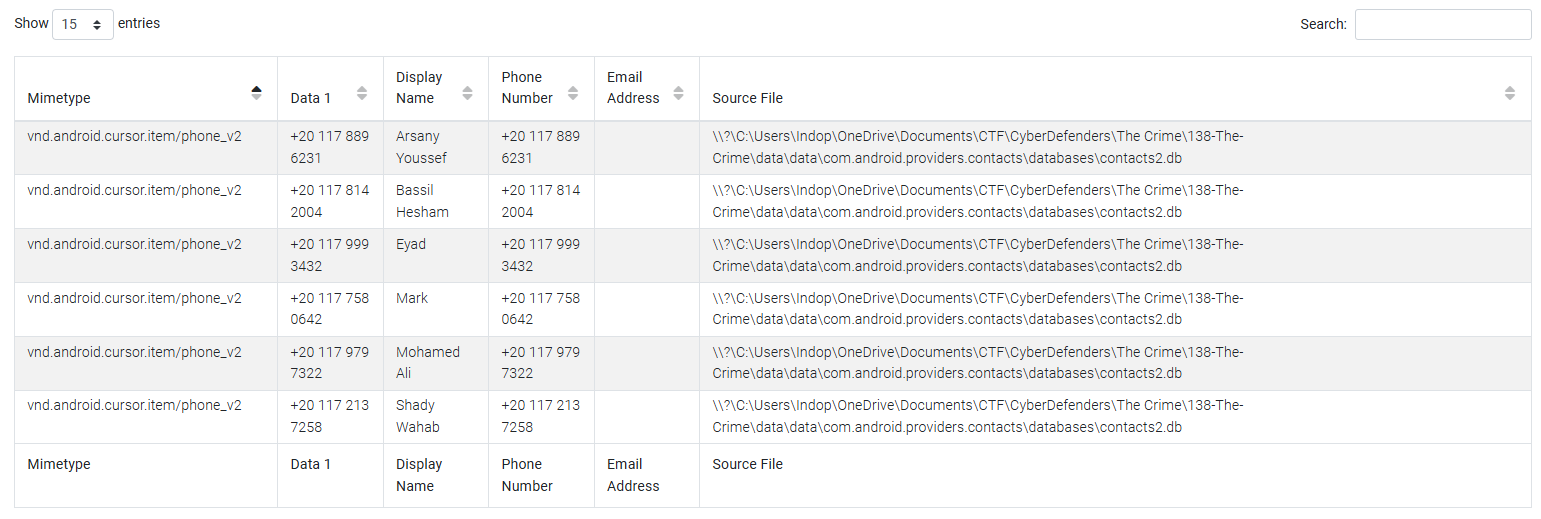 Show 15 entries
Search:
Mimetype Data 1 Display Name Phone Number Email Address Source File
vnd.android.cursor.item/phone_v2 +20 117 889 6231 Arsany Youssef +20 117 889 6231 \\?\C:\Users\Indop\OneDrive\Documents\CTF\CyberDefenders\The Crime\138-The-Crime\data\data\com.android.providers.contacts\databases\contacts2.db
vnd.android.cursor.item/phone_v2 +20 117 814 2004 Bassil Hesham +20 117 814 2004 \\?\C:\Users\Indop\OneDrive\Documents\CTF\CyberDefenders\The Crime\138-The-Crime\data\data\com.android.providers.contacts\databases\contacts2.db
vnd.android.cursor.item/phone_v2 +20 117 999 3432 Eyad +20 117 999 3432 \\?\C:\Users\Indop\OneDrive\Documents\CTF\CyberDefenders\The Crime\138-The-Crime\data\data\com.android.providers.contacts\databases\contacts2.db
vnd.android.cursor.item/phone_v2 +20 117 758 0642 Mark +20 117 758 0642 \\?\C:\Users\Indop\OneDrive\Documents\CTF\CyberDefenders\The Crime\138-The-Crime\data\data\com.android.providers.contacts\databases\contacts2.db
vnd.android.cursor.item/phone_v2 +20 117 979 7322 Mohamed Ali +20 117 979 7322 \\?\C:\Users\Indop\OneDrive\Documents\CTF\CyberDefenders\The Crime\138-The-Crime\data\data\com.android.providers.contacts\databases\contacts2.db
vnd.android.cursor.item/phone_v2 +20 117 213 7258 Shady Wahab +20 117 213 7258 \\?\C:\Users\Indop\OneDrive\Documents\CTF\CyberDefenders\The Crime\138-The-Crime\data\data\com.android.providers.contacts\databases\contacts2.db
Mimetype Data 1 Display Name Phone Number Email Address Source File